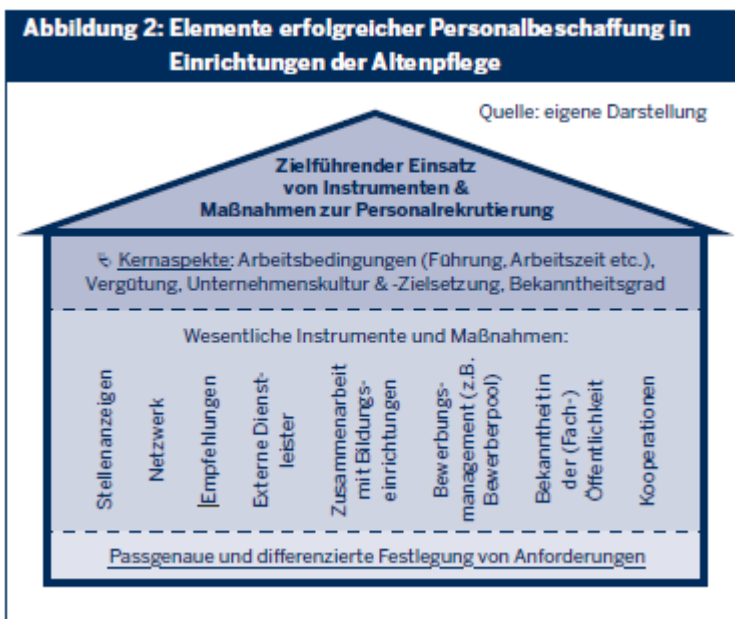 Abbildung 2: Elemente erfolgreicher Personalbeschaffung in
Einrichtungen der Altenpflege
Quelle: eigene Darstellung
Zielführender Einsatz
von Instrumenten &
Maßnahmen zur Personalrekrutierung
Kernaspekte: Arbeitsbedingungen (Führung, Arbeitszeit etc.),
Vergütung, Unternehmenskultur & -Zielsetzung, Bekanntheitsgrad
Wesentliche Instrumente und Maßnahmen:
Stellenanzeigen
Netzwerk
Empfehlungen
Externe Dienst-
leister
Zusammenarbeit
mit Bildungs-
einrichtungen
Bewerbungs-
management (z.B.
Bewerberpool)
Bekanntheit in
der (Fach-)
Öffentlichkeit
Kooperationen
Passgenaue und differenzierte Festlegung von Anforderungen